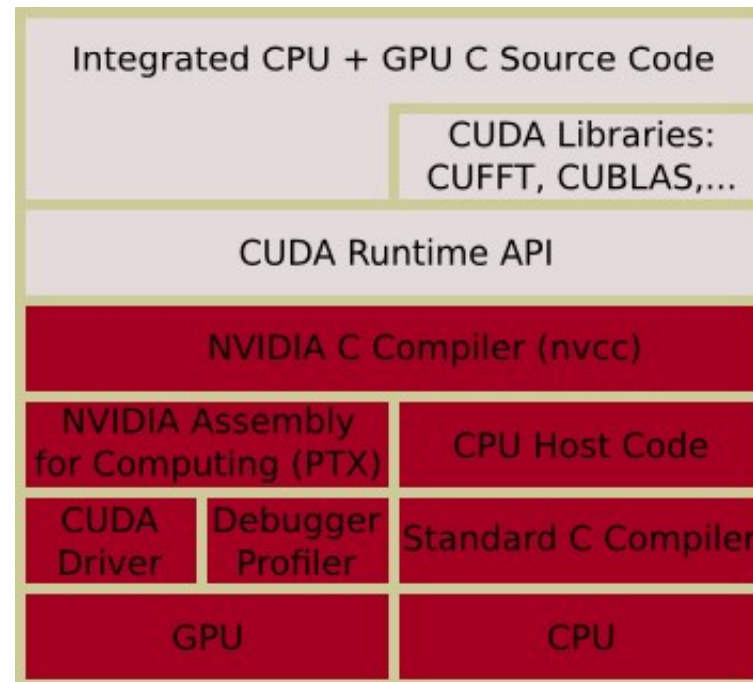 Integrated CPU + GPU C Source Code
CUDA Libraries:
CUFFT, CUBLAS,...
CUDA Runtime API
NVIDIA C Compiler (nvcc)
NVIDIA Assembly
for Computing (PTX)
CPU Host Code
CUDA
Driver
Debugger
Profiler
Standard C Compiler
GPU
CPU